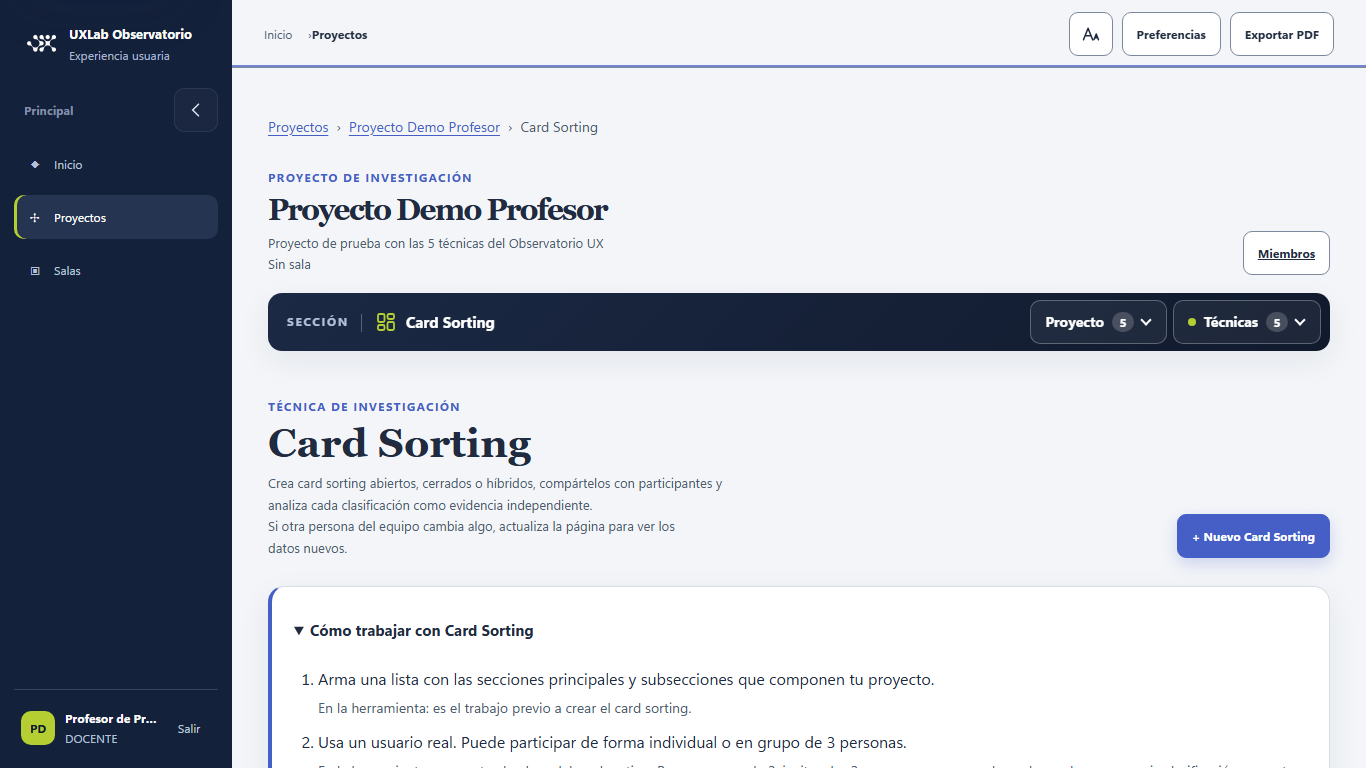 UXLab Observatorio
Experiencia usuaria
Principal
Inicio
Proyectos
Salas
PD
Profesor de Pr...
DOCENTE
Salir
Inicio › Proyectos
AA
Preferencias
Exportar PDF
Proyectos › Proyecto Demo Profesor › Card Sorting
PROYECTO DE INVESTIGACIÓN
Proyecto Demo Profesor
Proyecto de prueba con las 5 técnicas del Observatorio UX
Sin sala
Miembros
SECCIÓN
Card Sorting
Proyecto 5
Técnicas 5
TÉCNICA DE INVESTIGACIÓN
Card Sorting
Crea card sorting abiertos, cerrados o híbridos, compártelos con participantes y
analiza cada clasificación como evidencia independiente.
Si otra persona del equipo cambia algo, actualiza la página para ver los
datos nuevos.
+ Nuevo Card Sorting
▼ Cómo trabajar con Card Sorting
1. Arma una lista con las secciones principales y subsecciones que componen tu proyecto.
En la herramienta: es el trabajo previo a crear el card sorting.
2. Usa un usuario real. Puede participar de forma individual o en grupo de 3 personas.